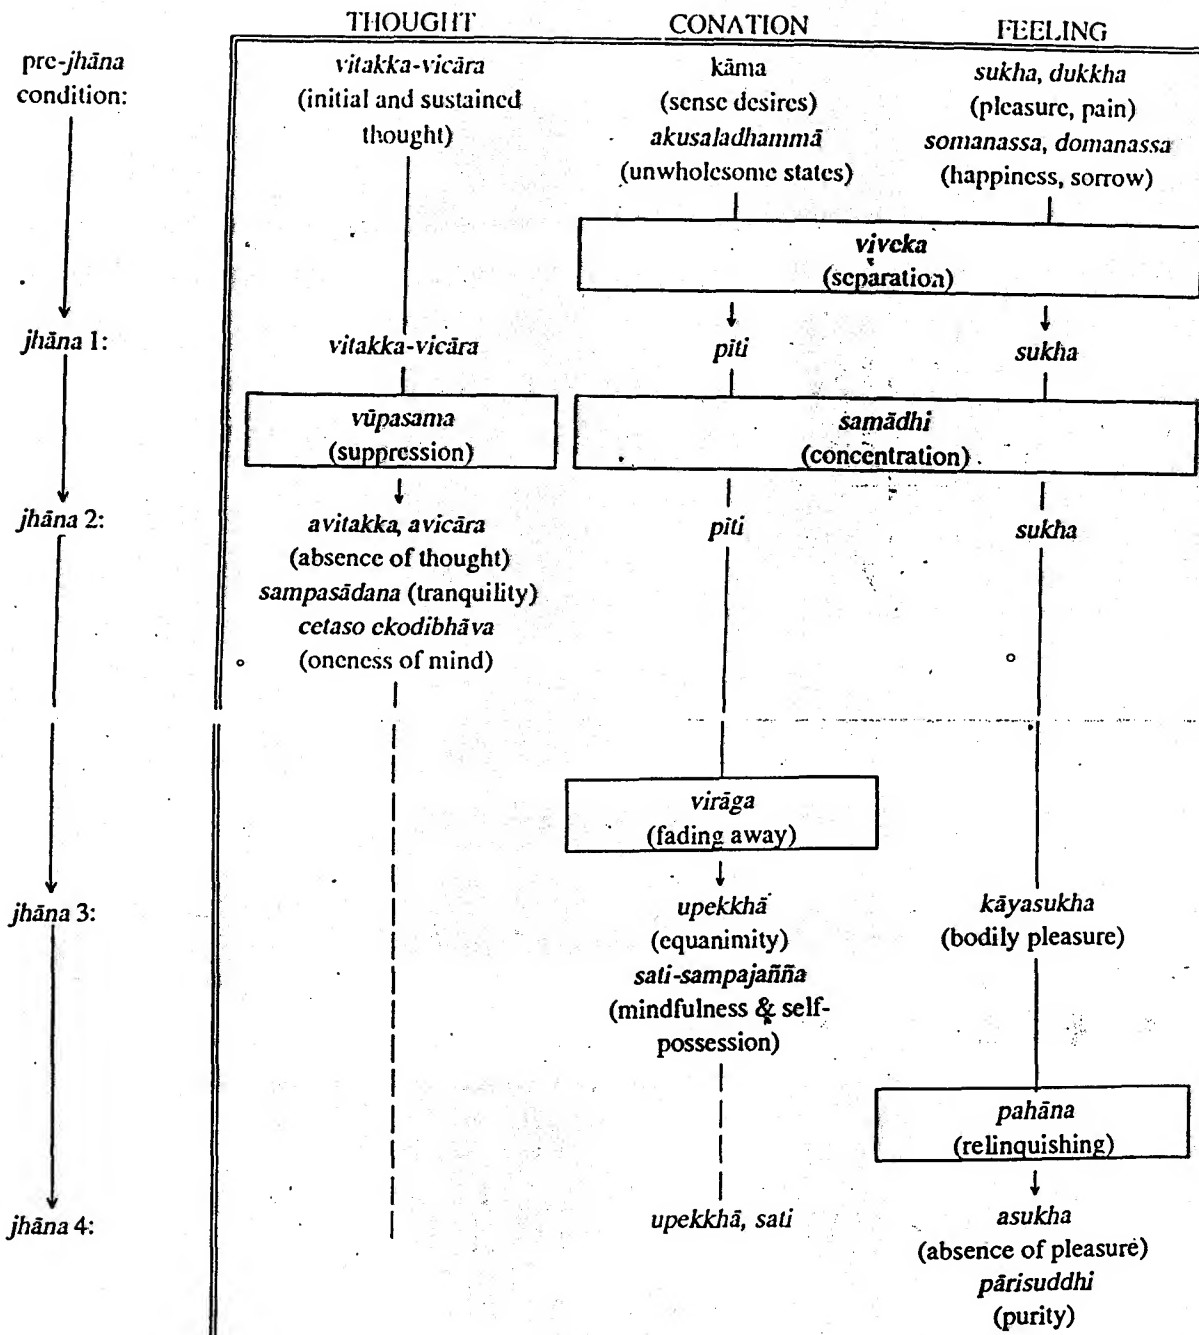 THOUGHT CONATION FEELING
pre-jhāna condition:
vitakka-vicāra
(initial and sustained
thought)
kāma
(sense desires)
akusaladhammā
(unwholesome states)
sukha, dukkha
(pleasure, pain)
somanassa, domanassa
(happiness, sorrow)
viveka
(separation)
jhāna 1:
vitakka-vicāra
pīti
sukha
vūpasama
(suppression)
samādhi
(concentration)
jhāna 2:
avitakka, avicāra
(absence of thought)
sampasādana (tranquility)
cetaso ekodibhāva
(oneness of mind)
pīti
sukha
virāga
(fading away)
jhāna 3:
upekkhā
(equanimity)
sati-sampajañña
(mindfulness & self-
possession)
kāyasukha
(bodily pleasure)
pahāna
(relinquishing)
jhāna 4:
upekkhā, sati
asukha
(absence of pleasure)
pārisuddhi
(purity)